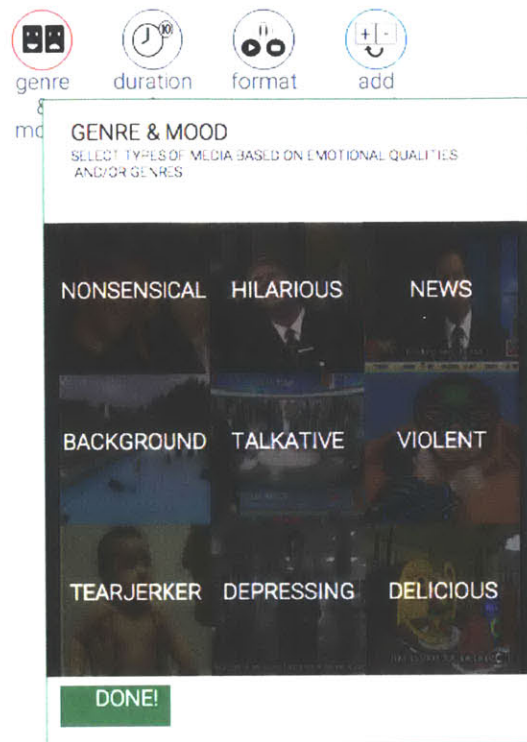 genre duration format add
&
mo
GENRE & MOOD
SELECT TYPES OF MEDIA BASED ON EMOTIONAL QUALITIES
AND/OR GENRES
NONSENSICAL HILARIOUS NEWS
BACKGROUND TALKATIVE VIOLENT
TEARJERKER DEPRESSING DELICIOUS
DONE!